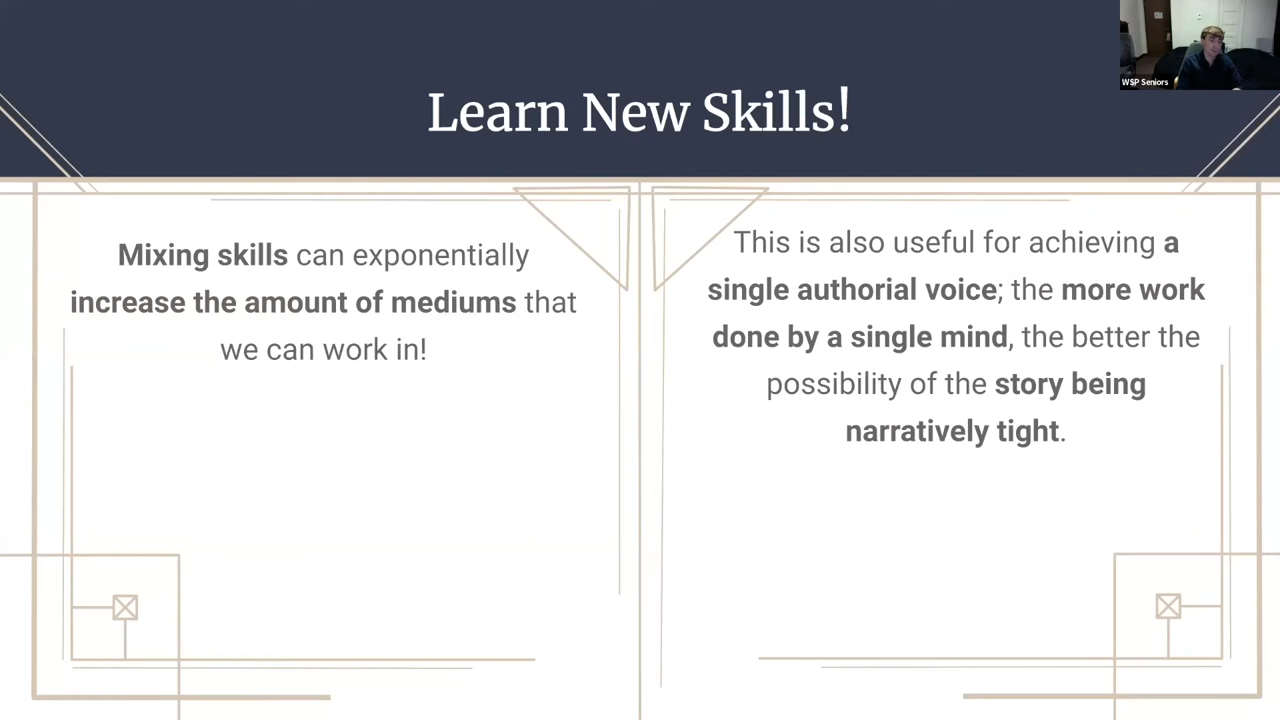 Learn New Skills!
WSP Seniors
Mixing skills can exponentially
increase the amount of mediums that
we can work in!
This is also useful for achieving a
single authorial voice; the more work
done by a single mind, the better the
possibility of the story being
narratively tight.